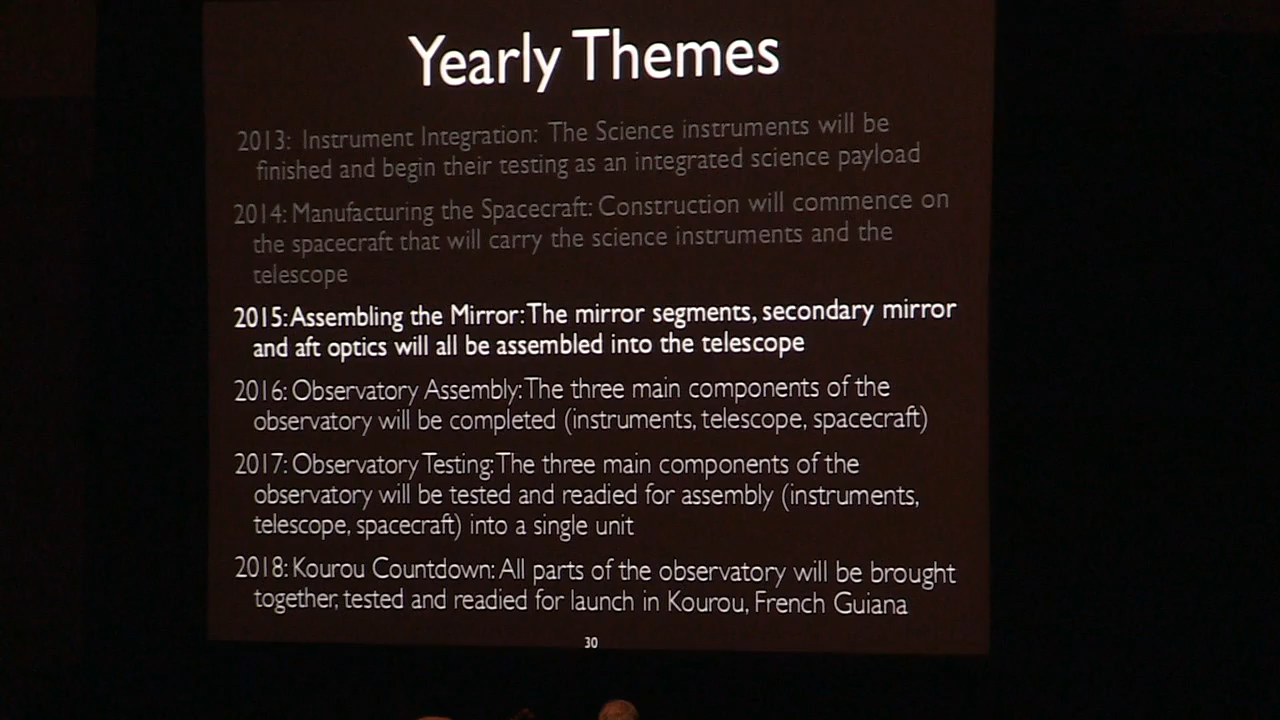 Yearly Themes
2013: Instrument Integration: The Science instruments will be
finished and begin their testing as an integrated science payload
2014: Manufacturing the Spacecraft: Construction will commence on
the spacecraft that will carry the science instruments and the
telescope
2015: Assembling the Mirror: The mirror segments, secondary mirror
and aft optics will all be assembled into the telescope
2016: Observatory Assembly: The three main components of the
observatory will be completed (instruments, telescope, spacecraft)
2017: Observatory Testing: The three main components of the
observatory will be tested and readied for assembly (instruments,
telescope, spacecraft) into a single unit
2018: Kourou Countdown: All parts of the observatory will be brought
together, tested and readied for launch in Kourou, French Guiana
30